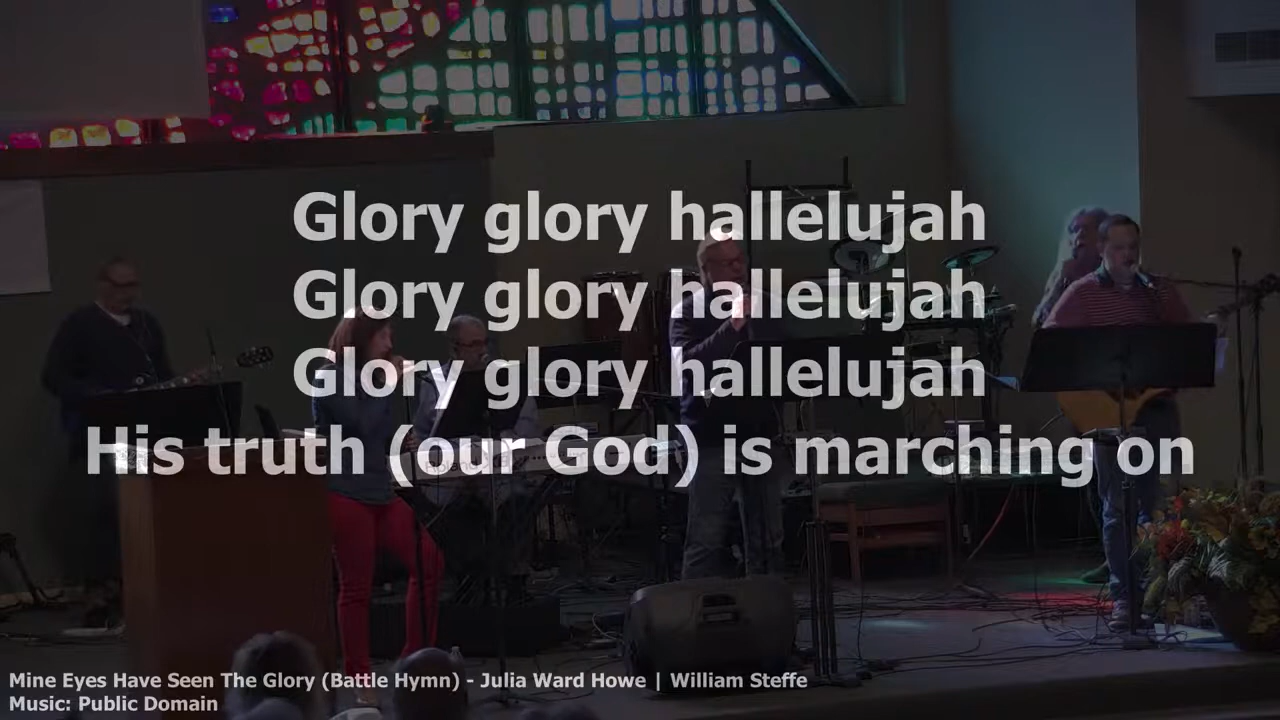 Glory glory hallelujah
Glory glory hallelujah
Glory glory hallelujah
His truth (our God) is marching on
Mine Eyes Have Seen The Glory (Battle Hymn) - Julia Ward Howe | William Steffe
Music: Public Domain